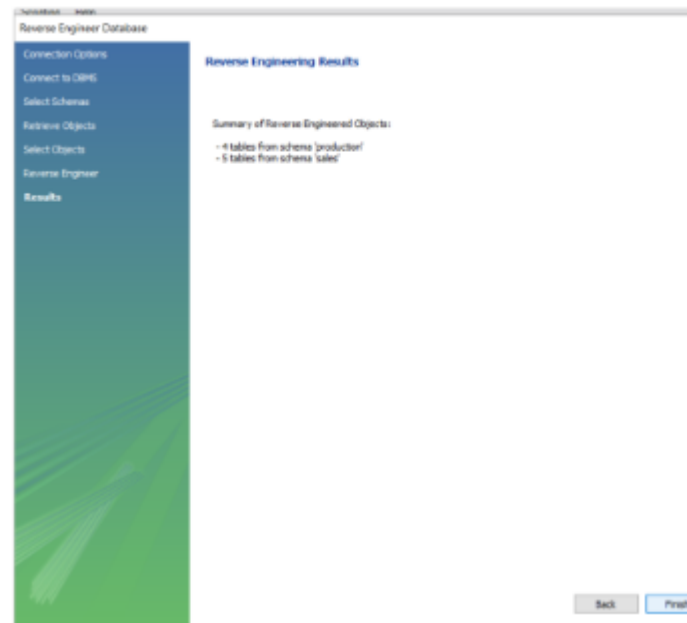 Reverse Engineer Database
Connection Options
Connect to DBMS
Select Schemas
Retrieve Objects
Select Objects
Reverse Engineer
Results
Reverse Engineering Results
Summary of Reverse Engineered Objects:
- 4 tables from schema 'production'
- 5 tables from schema 'sales'
Back